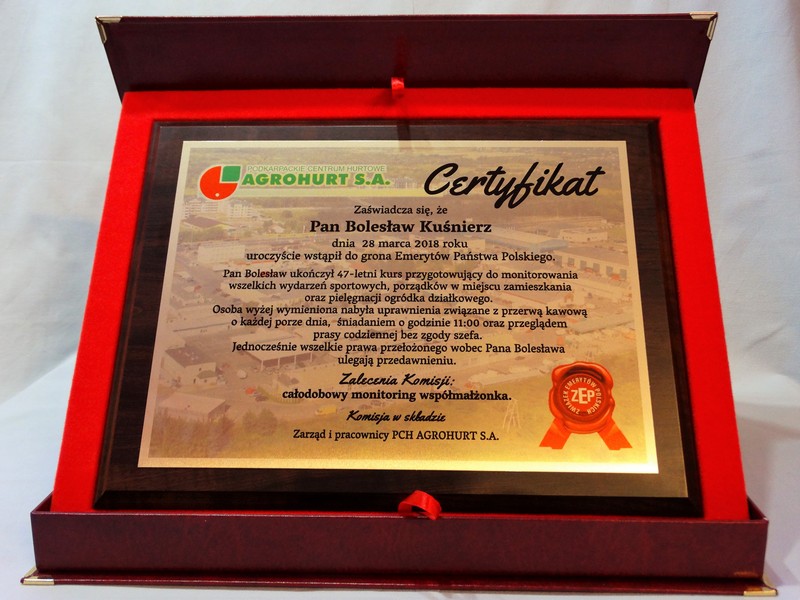 PODKARPACKIE CENTRUM HURTOWE
AGROHURT S.A.
Certyfikat
Zaświadcza się, że
Pan Bolesław Kuśnierz
dnia 28 marca 2018 roku
uroczyście wstąpił do grona Emerytów Państwa Polskiego.
Pan Bolesław ukończył 47-letni kurs przygotowujący do monitorowania
wszelkich wydarzeń sportowych, porządków w miejscu zamieszkania
oraz pielęgnacji ogródka działkowego.
Osoba wyżej wymieniona nabyła uprawnienia związane z przerwą kawową
o każdej porze dnia, śniadaniem o godzinie 11:00 oraz przeglądem
prasy codziennej bez zgody szefa.
Jednocześnie wszelkie prawa przełożonego wobec Pana Bolesława
ulegają przedawnieniu.
Zalecenia Komisji:
całodobowy monitoring współmałżonka.
Komisja w składzie
Zarząd i pracownicy PCH AGROHURT S.A.
ZWIĄZEK EMERYTÓW POLSKICH
ZEP